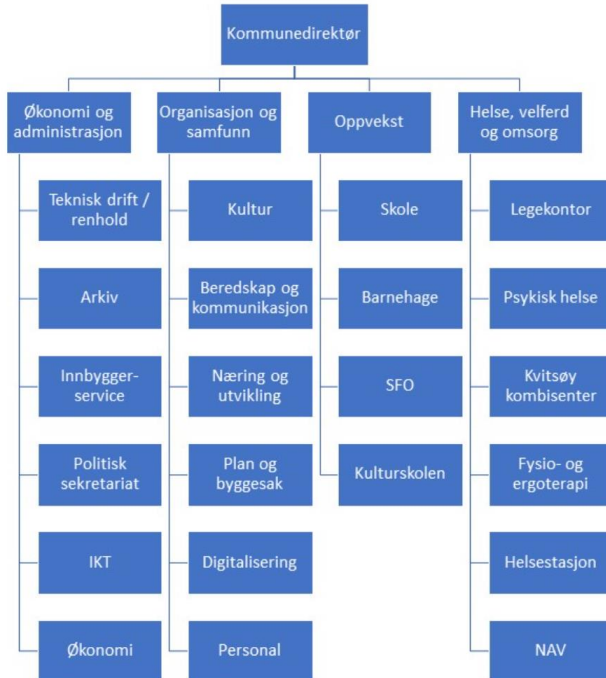 Kommunedirektør
Økonomi og
administrasjon
Organisasjon og
samfunn
Oppvekst
Helse, velferd
og omsorg
Teknisk drift /
renhold
Kultur
Skole
Legekontor
Arkiv
Beredskap og
kommunikasjon
Barnehage
Psykisk helse
Innbygger-
service
Næring og
utvikling
SFO
Kvitsøy
kombisenter
Politisk
sekretariat
Plan og
byggesak
Kulturskolen
Fysio- og
ergoterapi
IKT
Digitalisering
Helsestasjon
Økonomi
Personal
NAV